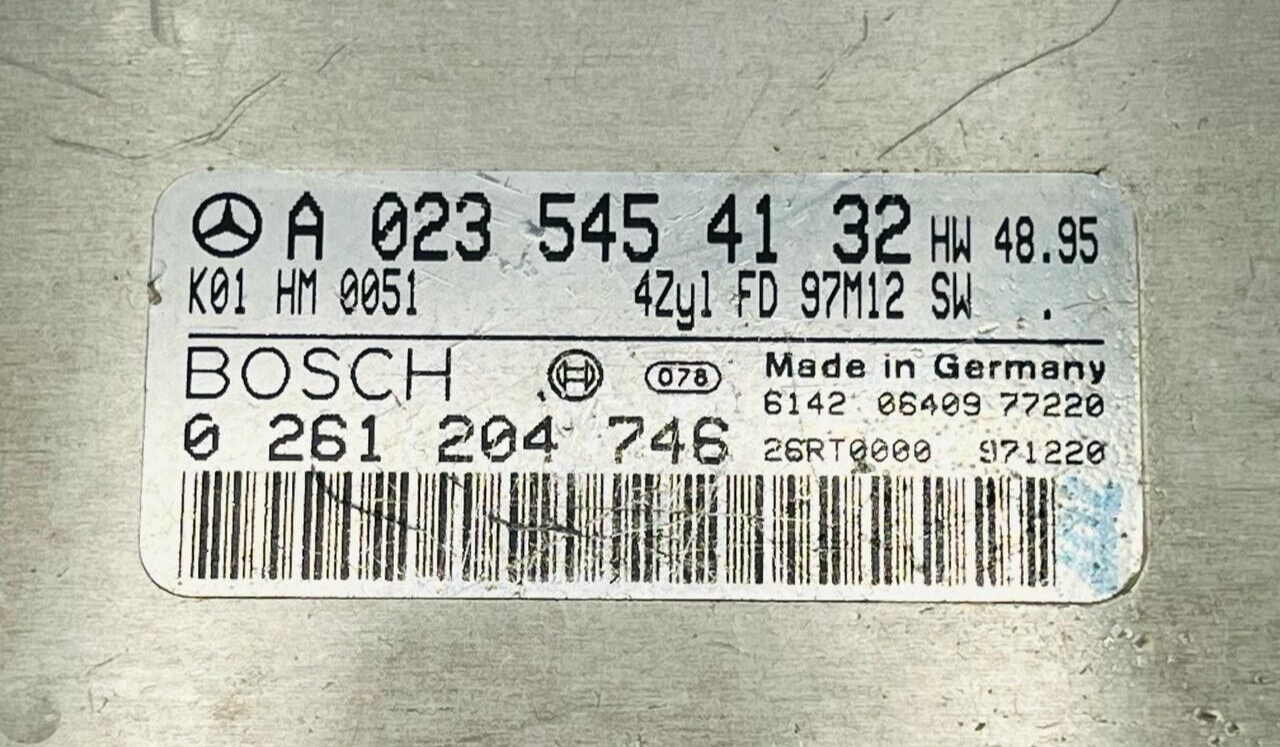 A 023 545 41 32 HW 48.95
K01 HM 0051 4Zyl FD 97M12 SW .
BOSCH 078 Made in Germany
6142 06409 77220
0 261 204 746 26RT0000 971220